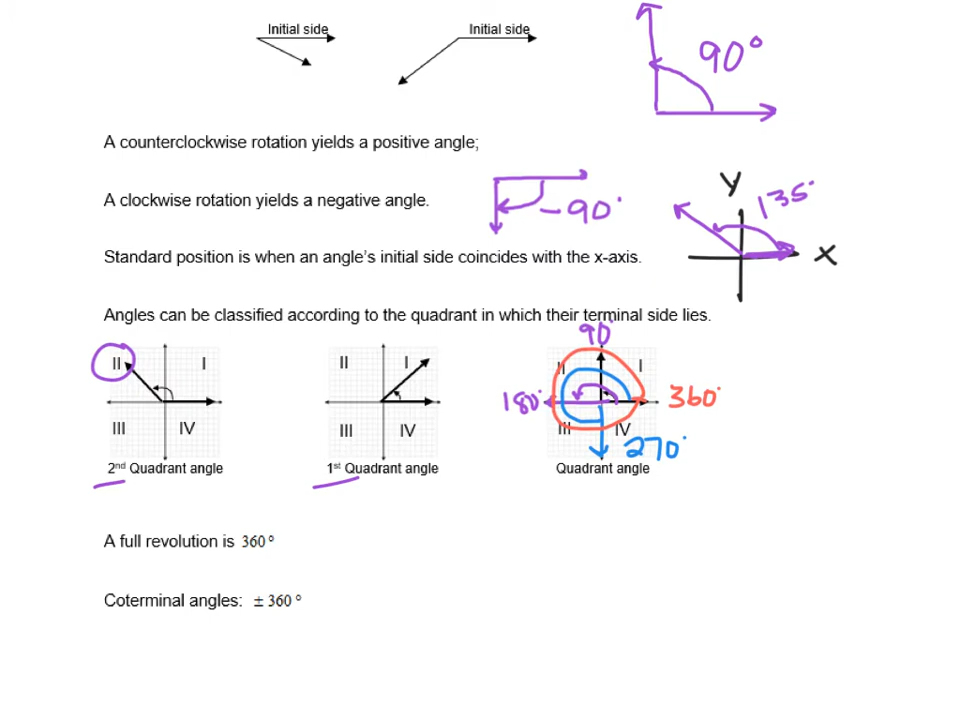 Initial side
Initial side
90°
A counterclockwise rotation yields a positive angle;
A clockwise rotation yields a negative angle.
-90°
y
135°
x
Standard position is when an angle's initial side coincides with the x-axis.
Angles can be classified according to the quadrant in which their terminal side lies.
90°
II I
III IV
2nd Quadrant angle
II I
III IV
1st Quadrant angle
II I
180° 360°
III IV
270°
Quadrant angle
A full revolution is 360°
Coterminal angles: ± 360°